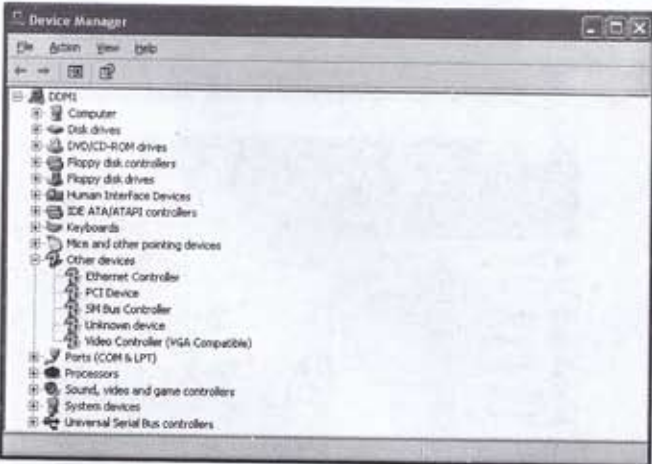 Device Manager
File Action View Help
DDM1
Computer
Disk drives
DVD/CD-ROM drives
Floppy disk controllers
Floppy disk drives
Human Interface Devices
IDE ATA/ATAPI controllers
Keyboards
Mice and other pointing devices
Other devices
Ethernet Controller
PCI Device
SM Bus Controller
Unknown device
Video Controller (VGA Compatible)
Ports (COM & LPT)
Processors
Sound, video and game controllers
System devices
Universal Serial Bus controllers